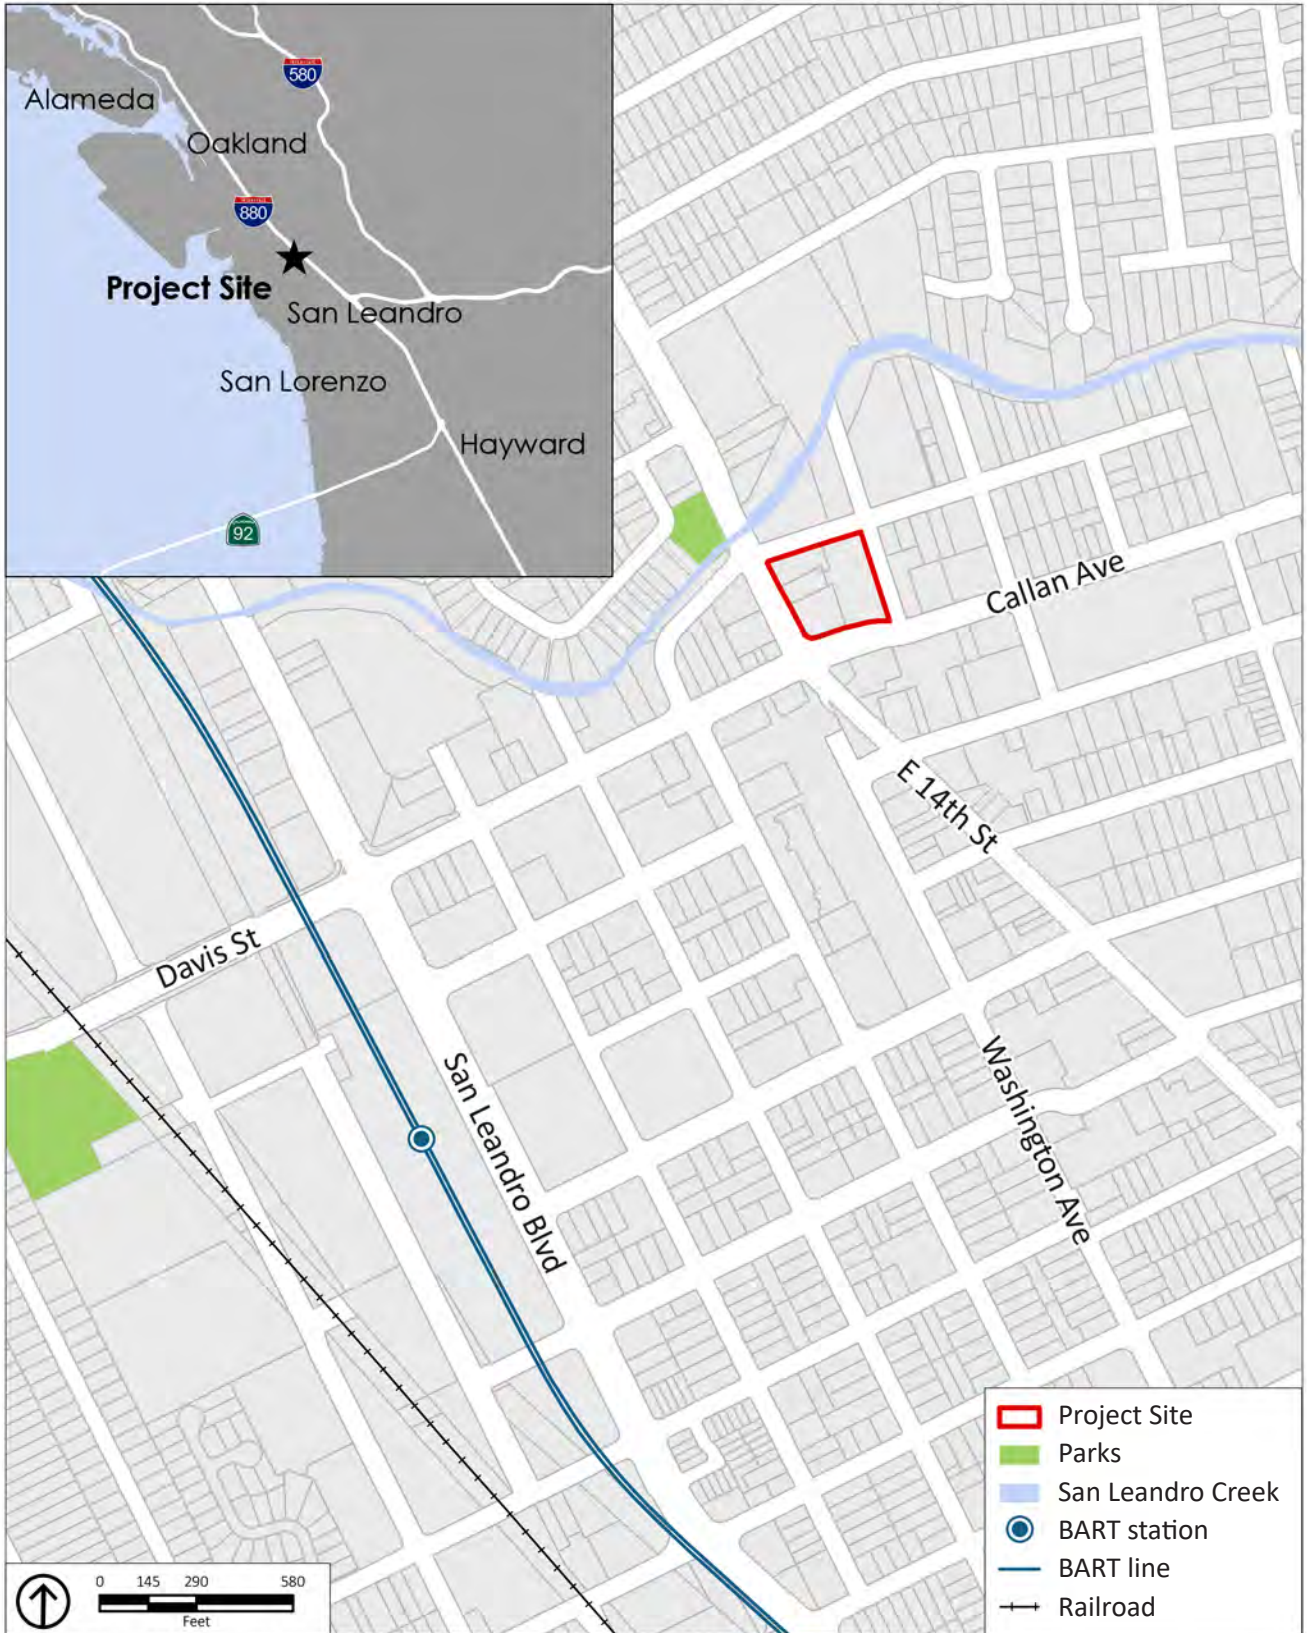 580
Alameda
Oakland
880
Project Site
San Leandro
San Lorenzo
Hayward
92
Callan Ave
E 14th St
Davis St
San Leandro Blvd
Washington Ave
Project Site
Parks
San Leandro Creek
BART station
BART line
Railroad
0 145 290 580
Feet